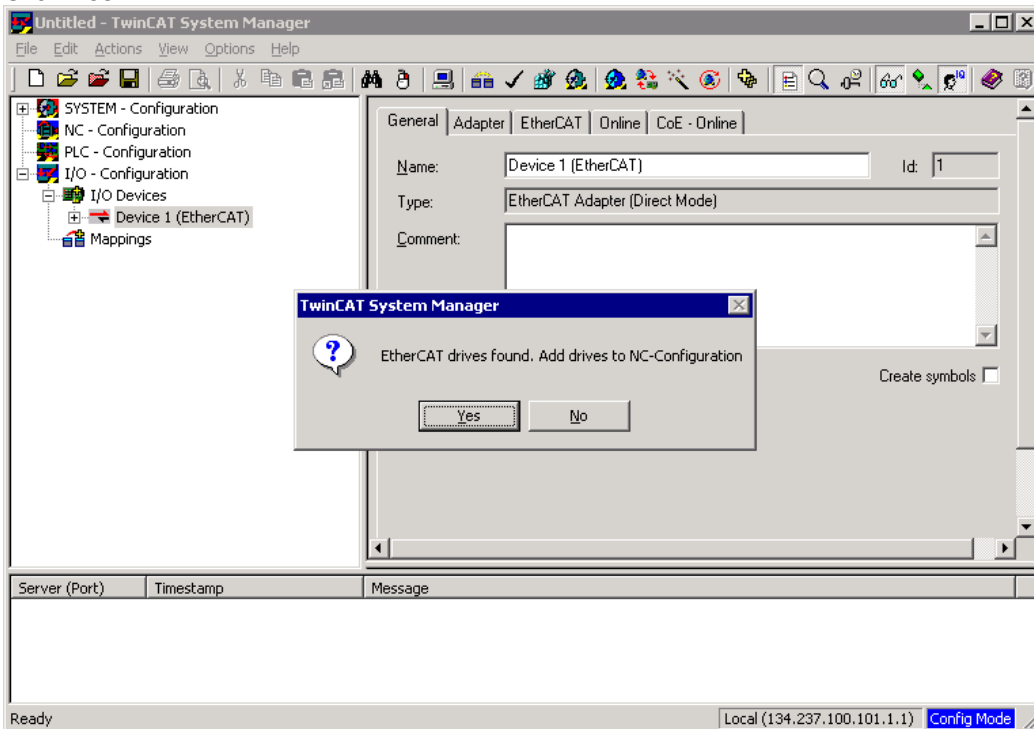 Untitled - TwinCAT System Manager
File Edit Actions View Options Help
SYSTEM - Configuration
NC - Configuration
PLC - Configuration
I/O - Configuration
I/O Devices
Device 1 (EtherCAT)
Mappings
General Adapter EtherCAT Online CoE - Online
Name: Device 1 (EtherCAT) Id: 1
Type: EtherCAT Adapter (Direct Mode)
Comment:
TwinCAT System Manager
EtherCAT drives found. Add drives to NC-Configuration
Yes No
Create symbols
Server (Port) Timestamp Message
Ready Local (134.237.100.101.1.1) Config Mode